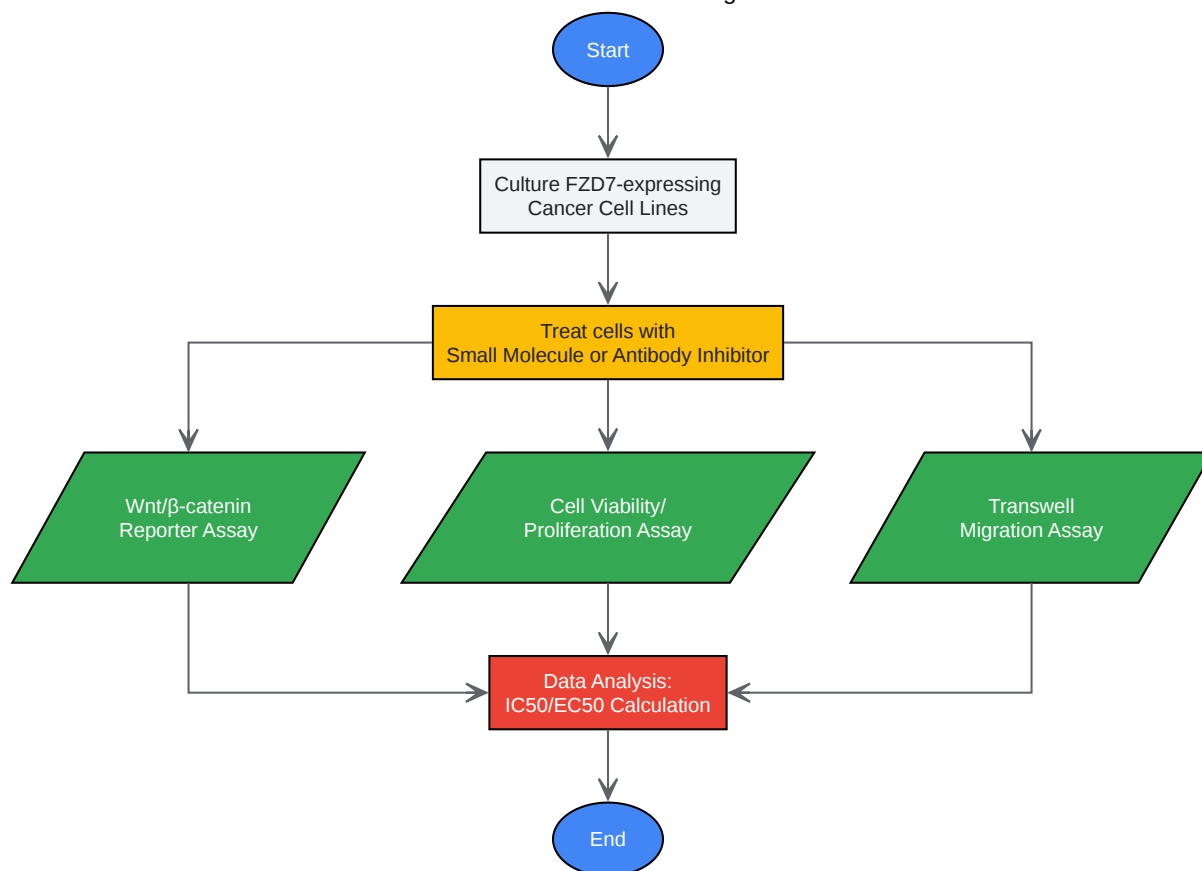 Start
Culture FZD7-expressing
Cancer Cell Lines
Treat cells with
Small Molecule or Antibody Inhibitor
Wnt/β-catenin
Reporter Assay
Cell Viability/
Proliferation Assay
Transwell
Migration Assay
Data Analysis:
IC50/EC50 Calculation
End